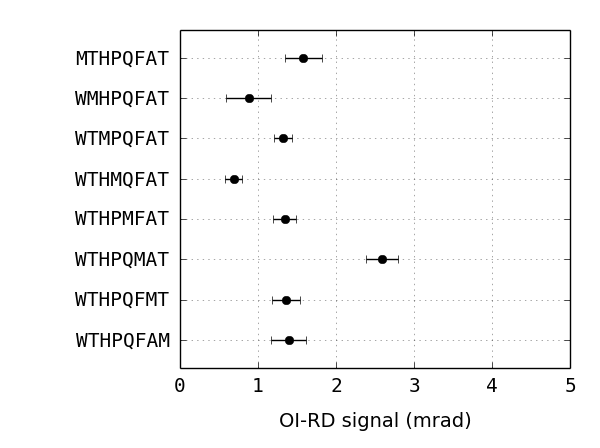 MTHPQFAT
WMHPQFAT
WTMPQFAT
WTHMQFAT
WTHPMFAT
WTHPQMAT
WTHPQFMT
WTHPQFAM
0 1 2 3 4 5
OI-RD signal (mrad)